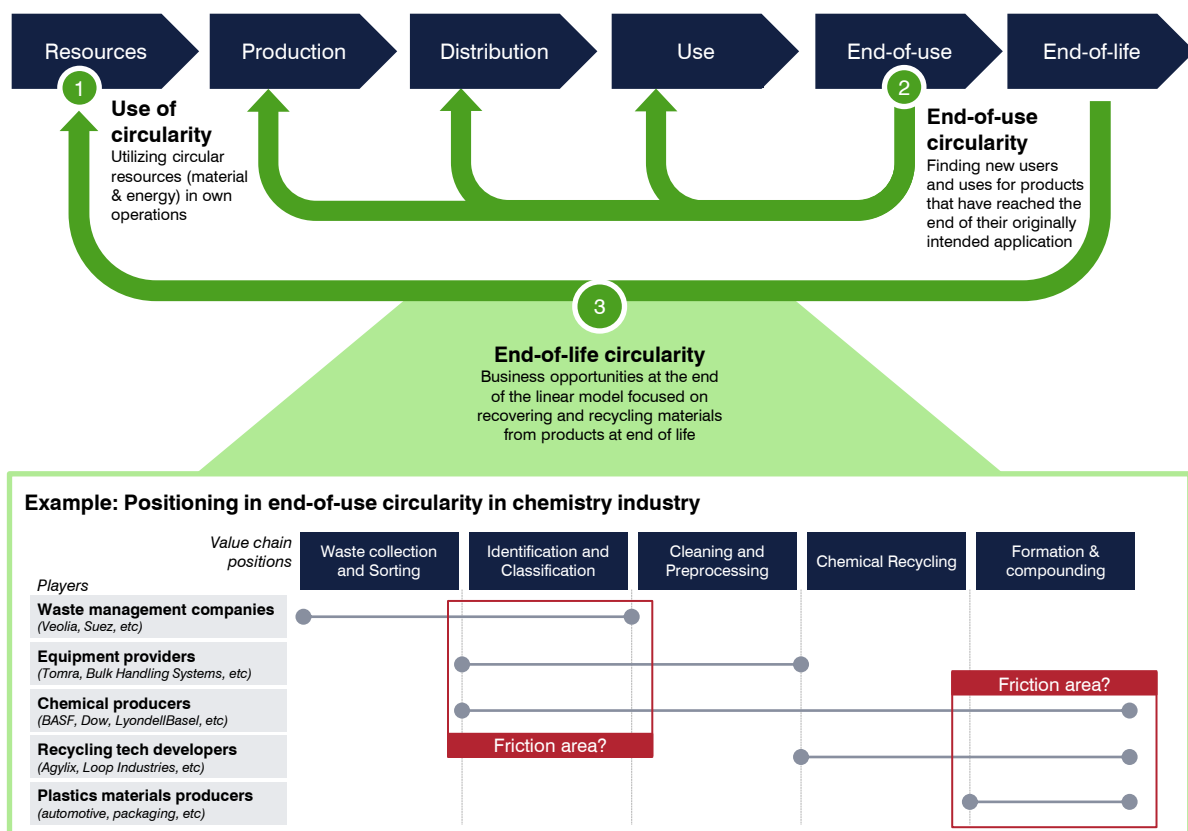 Resources
Production
Distribution
Use
End-of-use
End-of-life
1
Use of
circularity
Utilizing circular
resources (material
& energy) in own
operations
2
End-of-use
circularity
Finding new users
and uses for products
that have reached the
end of their originally
intended application
3
End-of-life circularity
Business opportunities at the end
of the linear model focused on
recovering and recycling materials
from products at end of life
Example: Positioning in end-of-use circularity in chemistry industry
Value chain
positions
Players
Waste collection
and Sorting
Identification and
Classification
Cleaning and
Preprocessing
Chemical Recycling
Formation &
compounding
Waste management companies
(Veolia, Suez, etc)
Equipment providers
(Tomra, Bulk Handling Systems, etc)
Chemical producers
(BASF, Dow, LyondellBasel, etc)
Recycling tech developers
(Agylix, Loop Industries, etc)
Plastics materials producers
(automotive, packaging, etc)
Friction area?
Friction area?